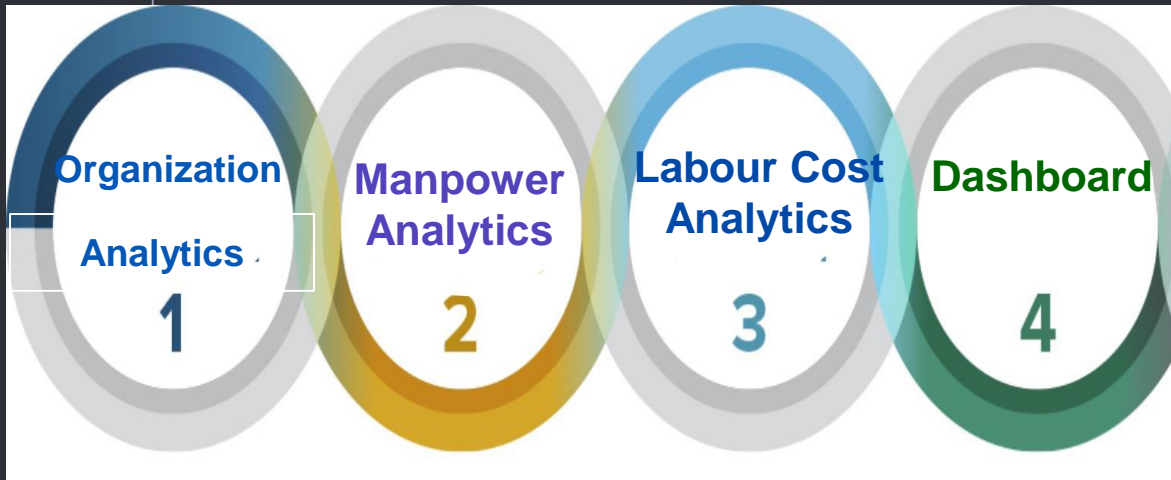 Organization
Analytics
1
Manpower
Analytics
2
Labour Cost
Analytics
3
Dashboard
4